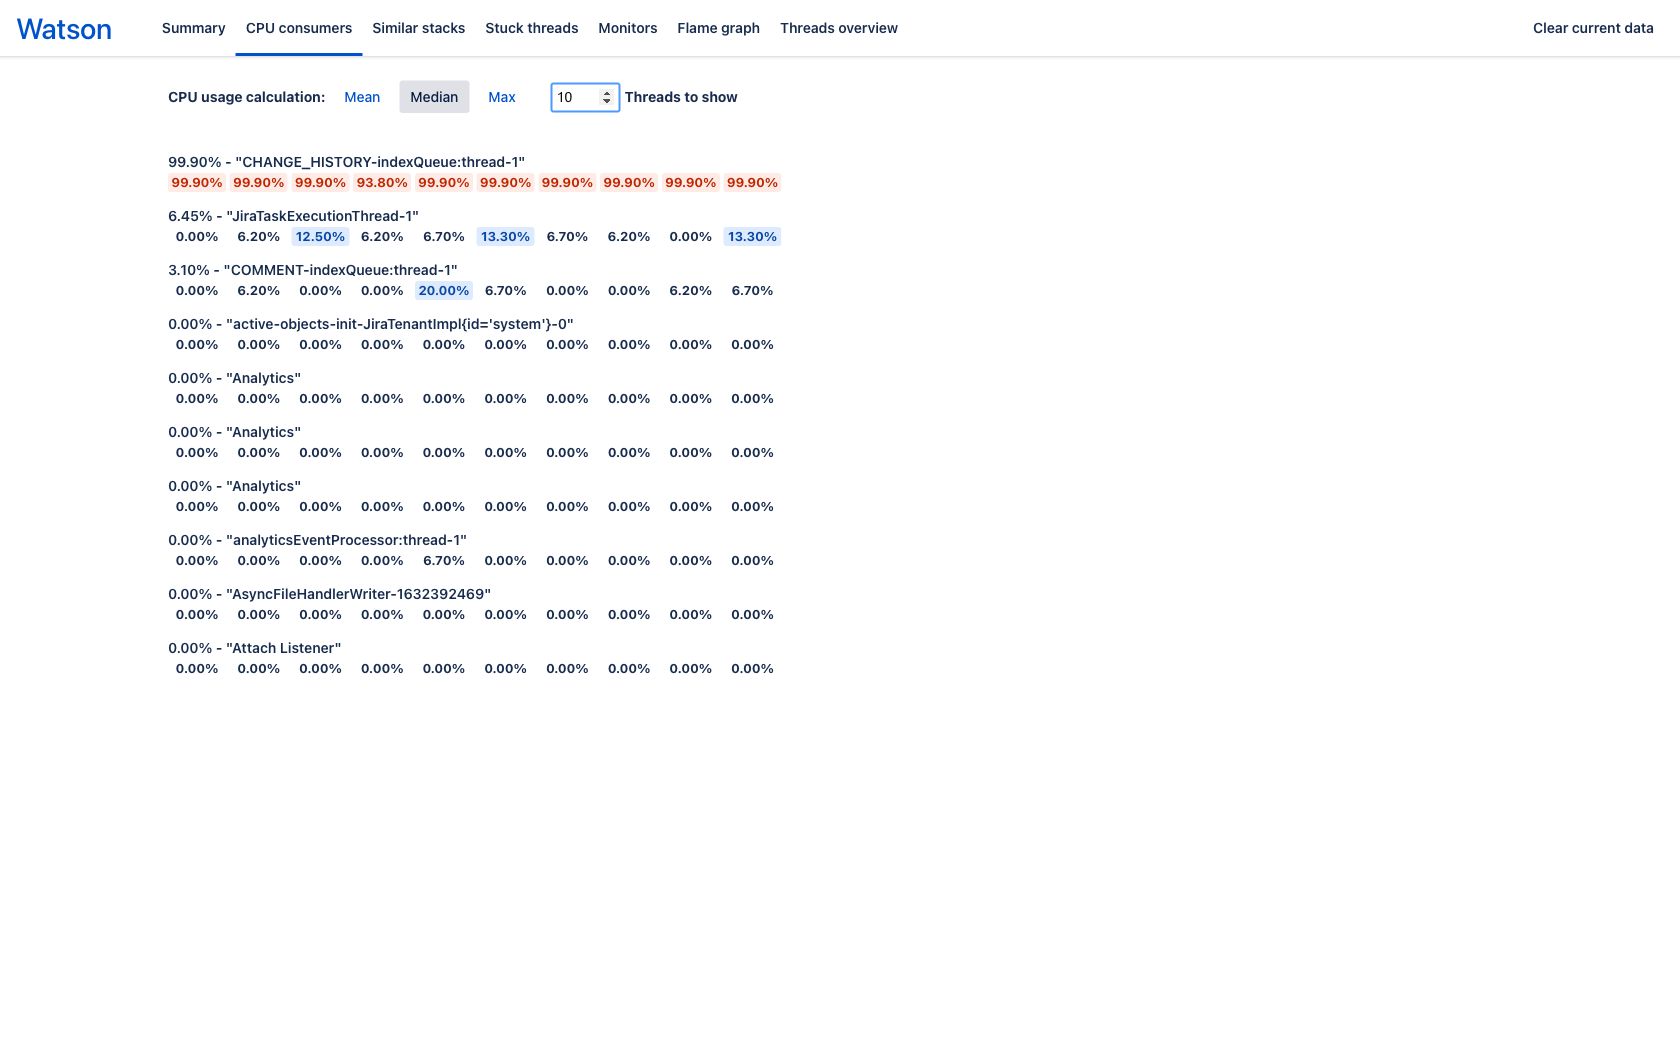 Watson Summary CPU consumers Similar stacks Stuck threads Monitors Flame graph Threads overview Clear current data
CPU usage calculation: Mean Median Max 10 Threads to show
99.90% - "CHANGE_HISTORY-indexQueue:thread-1"
99.90% 99.90% 99.90% 93.80% 99.90% 99.90% 99.90% 99.90% 99.90% 99.90%
6.45% - "JiraTaskExecutionThread-1"
0.00% 6.20% 12.50% 6.20% 6.70% 13.30% 6.70% 6.20% 0.00% 13.30%
3.10% - "COMMENT-indexQueue:thread-1"
0.00% 6.20% 0.00% 0.00% 20.00% 6.70% 0.00% 0.00% 6.20% 6.70%
0.00% - "active-objects-init-JiraTenantImpl{id='system'}-0"
0.00% 0.00% 0.00% 0.00% 0.00% 0.00% 0.00% 0.00% 0.00% 0.00%
0.00% - "Analytics"
0.00% 0.00% 0.00% 0.00% 0.00% 0.00% 0.00% 0.00% 0.00% 0.00%
0.00% - "Analytics"
0.00% 0.00% 0.00% 0.00% 0.00% 0.00% 0.00% 0.00% 0.00% 0.00%
0.00% - "Analytics"
0.00% 0.00% 0.00% 0.00% 0.00% 0.00% 0.00% 0.00% 0.00% 0.00%
0.00% - "analyticsEventProcessor:thread-1"
0.00% 0.00% 0.00% 0.00% 6.70% 0.00% 0.00% 0.00% 0.00% 0.00%
0.00% - "AsyncFileHandlerWriter-1632392469"
0.00% 0.00% 0.00% 0.00% 0.00% 0.00% 0.00% 0.00% 0.00% 0.00%
0.00% - "Attach Listener"
0.00% 0.00% 0.00% 0.00% 0.00% 0.00% 0.00% 0.00% 0.00% 0.00%